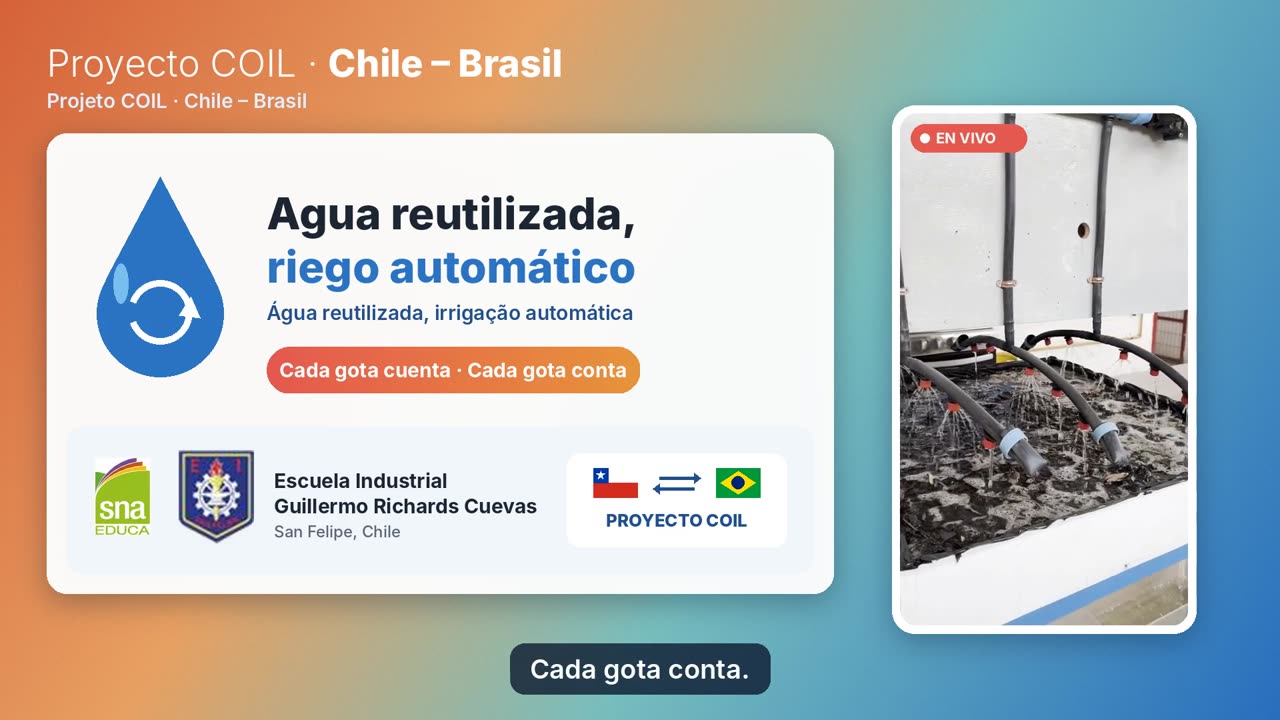 Proyecto COIL · Chile – Brasil
Projeto COIL · Chile – Brasil
Agua reutilizada,
riego automático
Água reutilizada, irrigação automática
Cada gota cuenta · Cada gota conta
sna
EDUCA
E I
Escuela Industrial
Guillermo Richards Cuevas
San Felipe, Chile
PROYECTO COIL
EN VIVO
Cada gota conta.